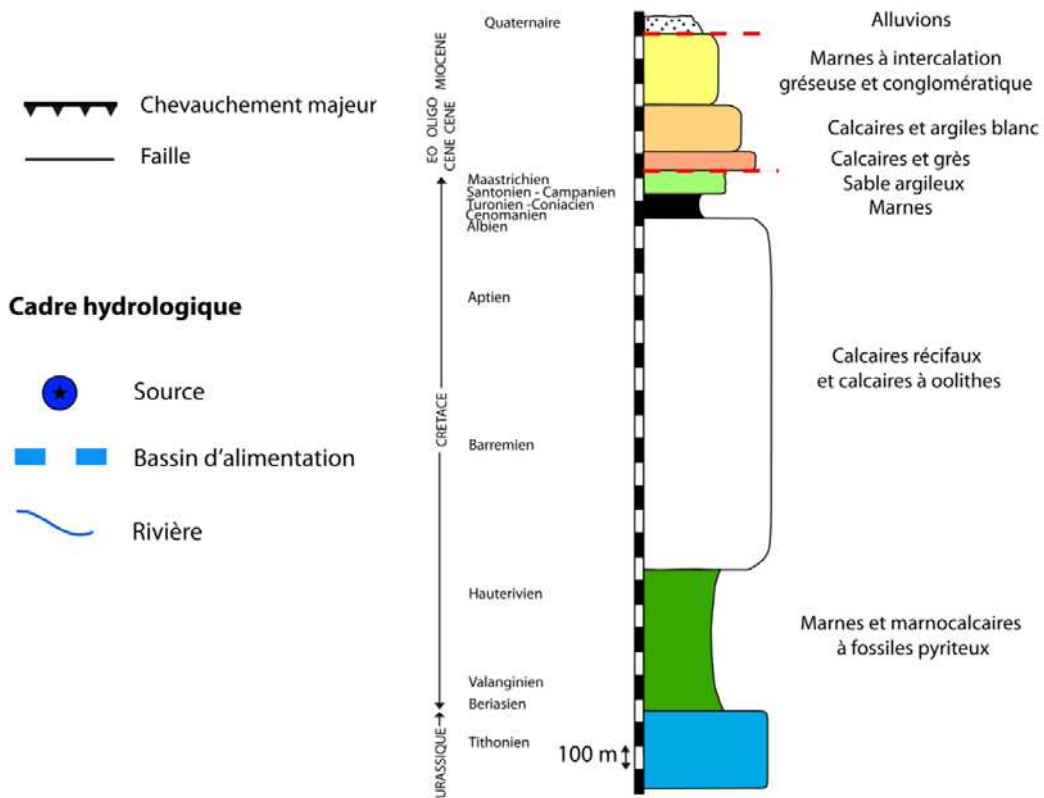 Chevauchement majeur
Faille
Cadre hydrologique
Source
Bassin d'alimentation
Rivière
Quaternaire
MIOCENE
OLIGO
CENE
EO
CENE
CRETACE
URASSIQUE
Maastrichien
Santonien - Campanien
Turonien -Coniacien
Cenomanien
Albien
Aptien
Barremien
Hauterivien
Valanginien
Beriasien
Tithonien
100 m
Alluvions
Marnes à intercalation
gréseuse et conglomératique
Calcaires et argiles blanc
Calcaires et grès
Sable argileux
Marnes
Calcaires récifaux
et calcaires à oolithes
Marnes et marnocalcaires
à fossiles pyriteux